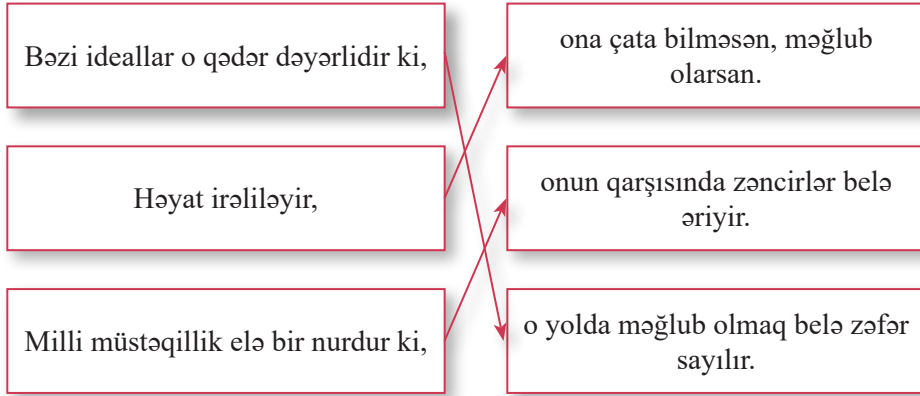 Bəzi ideallar o qədər dəyərlidir ki,
ona çata bilməsən, məğlub
olarsan.
Həyat irəliləyir,
onun qarşısında zəncirlər belə
əriyir.
Milli müstəqillik elə bir nurdur ki,
o yolda məğlub olmaq belə zəfər
sayılır.